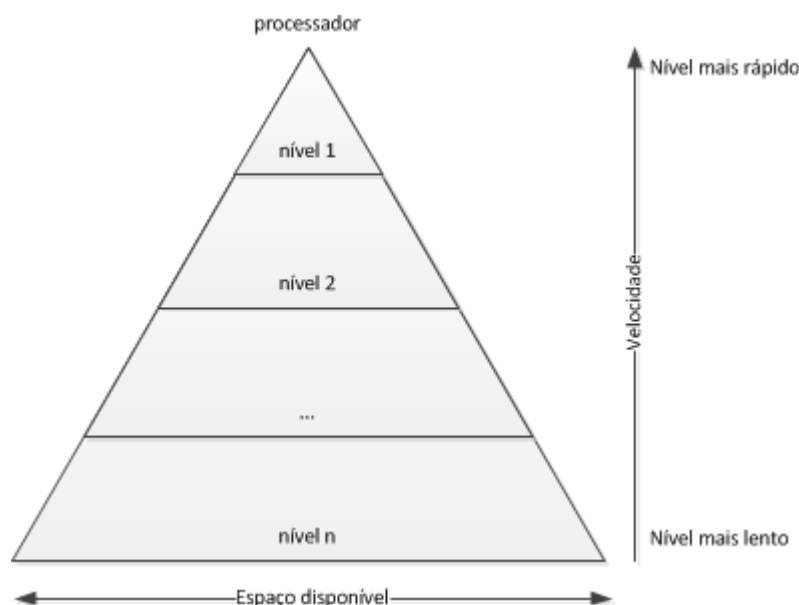 processador
Nível mais rápido
nível 1
nível 2
Velocidade
...
nível n
Nível mais lento
Espaço disponível